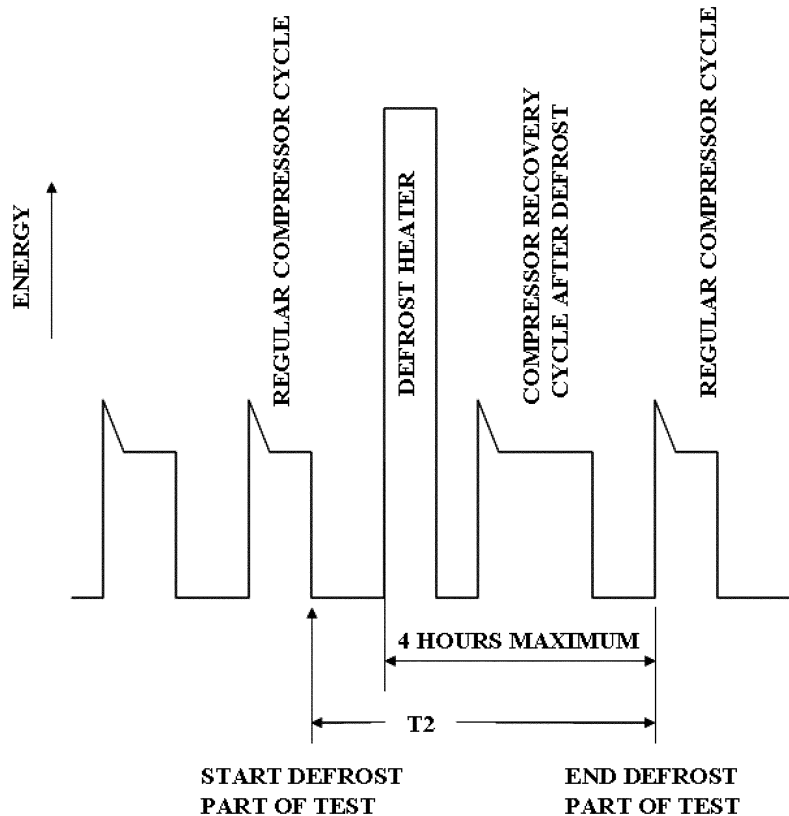 ENERGY
REGULAR COMPRESSOR CYCLE
DEFROST HEATER
COMPRESSOR RECOVERY
CYCLE AFTER DEFROST
REGULAR COMPRESSOR CYCLE
4 HOURS MAXIMUM
T2
START DEFROST
PART OF TEST
END DEFROST
PART OF TEST